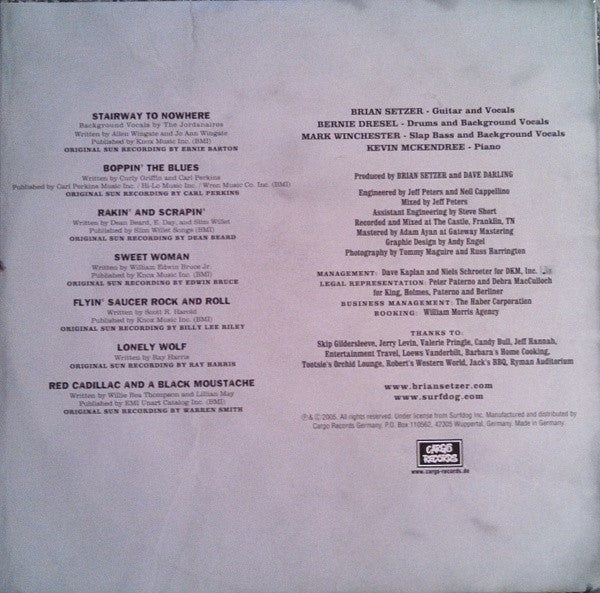 STAIRWAY TO NOWHERE
Background Vocals by The Jordanaires
Written by Allen Wingate and Jo Ann Wingate
Published by Knox Music Inc. (BMI)
ORIGINAL SUN RECORDING BY ERNIE BARTON
BOPPIN' THE BLUES
Written by Curly Griffin and Carl Perkins
Published by Carl Perkins Music Inc. / Hi-Lo Music Inc. / Wren Music Co. Inc. (BMI)
ORIGINAL SUN RECORDING BY CARL PERKINS
RAKIN' AND SCRAPIN'
Written by Dean Beard, E. Day, and Slim Willet
Published by Slim Willet Songs (BMI)
ORIGINAL SUN RECORDING BY DEAN BEARD
SWEET WOMAN
Written by William Edwin Bruce Jr.
Published by Knox Music Inc. (BMI)
ORIGINAL SUN RECORDING BY EDWIN BRUCE
FLYIN' SAUCER ROCK AND ROLL
Written by Scott R. Harold
Published by Knox Music Inc. (BMI)
ORIGINAL SUN RECORDING BY BILLY LEE RILEY
LONELY WOLF
Written by Ray Harris
ORIGINAL SUN RECORDING BY RAY HARRIS
RED CADILLAC AND A BLACK MOUSTACHE
Written by Willie Bea Thompson and Lillian May
Published by EMI Unart Catalog Inc. (BMI)
ORIGINAL SUN RECORDING BY WARREN SMITH
BRIAN SETZER - Guitar and Vocals
BERNIE DRESEL - Drums and Background Vocals
MARK WINCHESTER - Slap Bass and Background Vocals
KEVIN MCKENDREE - Piano
Produced by BRIAN SETZER and DAVE DARLING
Engineered by Jeff Peters and Neil Cappellino
Mixed by Jeff Peters
Assistant Engineering by Steve Short
Recorded and Mixed at The Castle, Franklin, TN
Mastered by Adam Ayan at Gateway Mastering
Graphic Design by Andy Engel
Photography by Tommy Maguire and Russ Harrington
MANAGEMENT: Dave Kaplan and Niels Schroeter for DKM, Inc.
LEGAL REPRESENTATION: Peter Paterno and Debra MacCulloch
for King, Holmes, Paterno and Berliner
BUSINESS MANAGEMENT: The Haber Corporation
BOOKING: William Morris Agency
THANKS TO:
Skip Gildersleeve, Jerry Levin, Valerie Pringle, Candy Bull, Jeff Hannah,
Entertainment Travel, Loews Vanderbilt, Barbara's Home Cooking,
Tootsie's Orchid Lounge, Robert's Western World, Jack's BBQ, Ryman Auditorium
www.briansetzer.com
www.surfdog.com
℗ & © 2005. All rights reserved. Under license from Surfdog Inc. Manufactured and distributed by
Cargo Records Germany, P.O. Box 110562, 42305 Wuppertal, Germany. Made in Germany.
CARGO
RECORDS
www.cargo-records.de